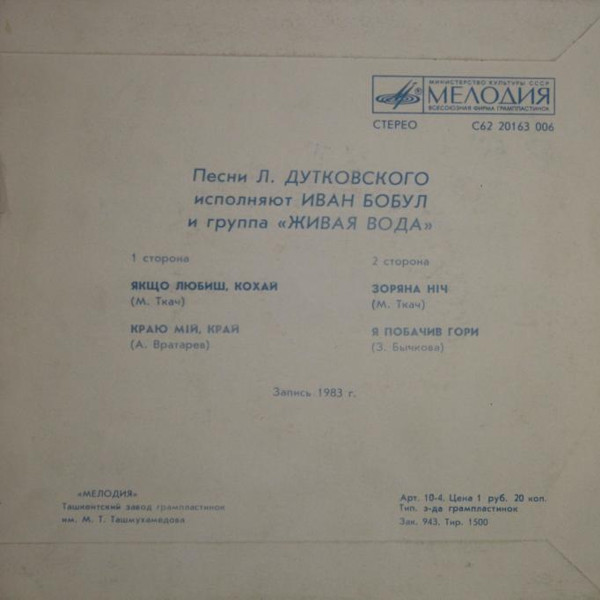 МИНИСТЕРСТВО КУЛЬТУРЫ СССР
МЕЛОДИЯ
ВСЕСОЮЗНАЯ ФИРМА ГРАМПЛАСТИНОК
СТЕРЕО С62 20163 006
Песни Л. ДУТКОВСКОГО
исполняют ИВАН БОБУЛ
и группа «ЖИВАЯ ВОДА»
1 сторона
ЯКЩО ЛЮБИШ, КОХАЙ
(М. Ткач)
КРАЮ МІЙ, КРАЙ
(А. Вратарев)
2 сторона
ЗОРЯНА НІЧ
(М. Ткач)
Я ПОБАЧИВ ГОРИ
(З. Бычкова)
Запись 1983 г.
«МЕЛОДИЯ»
Ташкентский завод грампластинок
им. М. Т. Ташмухамедова
Арт. 10-4. Цена 1 руб. 20 коп.
Тип. з-да грампластинок
Зак. 943. Тир. 1500